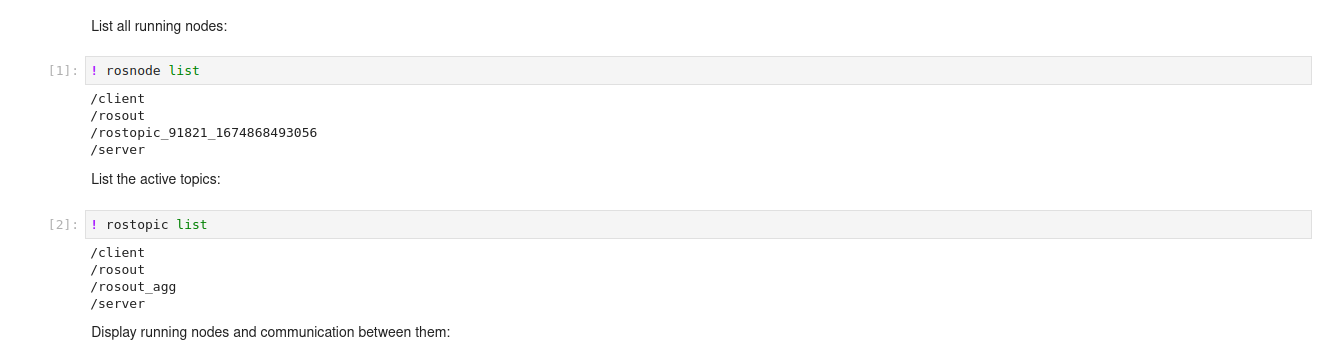 List all running nodes:
[1]: ! rosnode list
/client
/rosout
/rostopic_91821_1674868493056
/server
List the active topics:
[2]: ! rostopic list
/client
/rosout
/rosout_agg
/server
Display running nodes and communication between them: